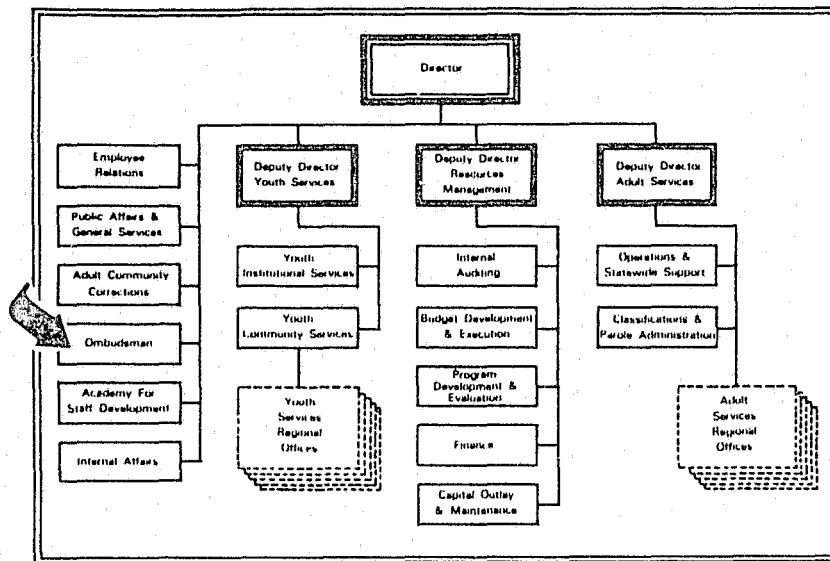 Director
Employee
Relations
Public Affairs &
General Services
Adult Community
Corrections
Ombudsman
Academy For
Staff Development
Internal Affairs
Deputy Director
Youth Services
Youth
Institutional Services
Youth
Community Services
Youth
Services
Regional
Offices
Deputy Director
Resources
Management
Internal
Auditing
Budget Development
& Execution
Program
Development &
Evaluation
Finance
Capital Outlay
& Maintenance
Deputy Director
Adult Services
Operations &
Statewide Support
Classifications &
Parole Administration
Adult
Services
Regional
Offices